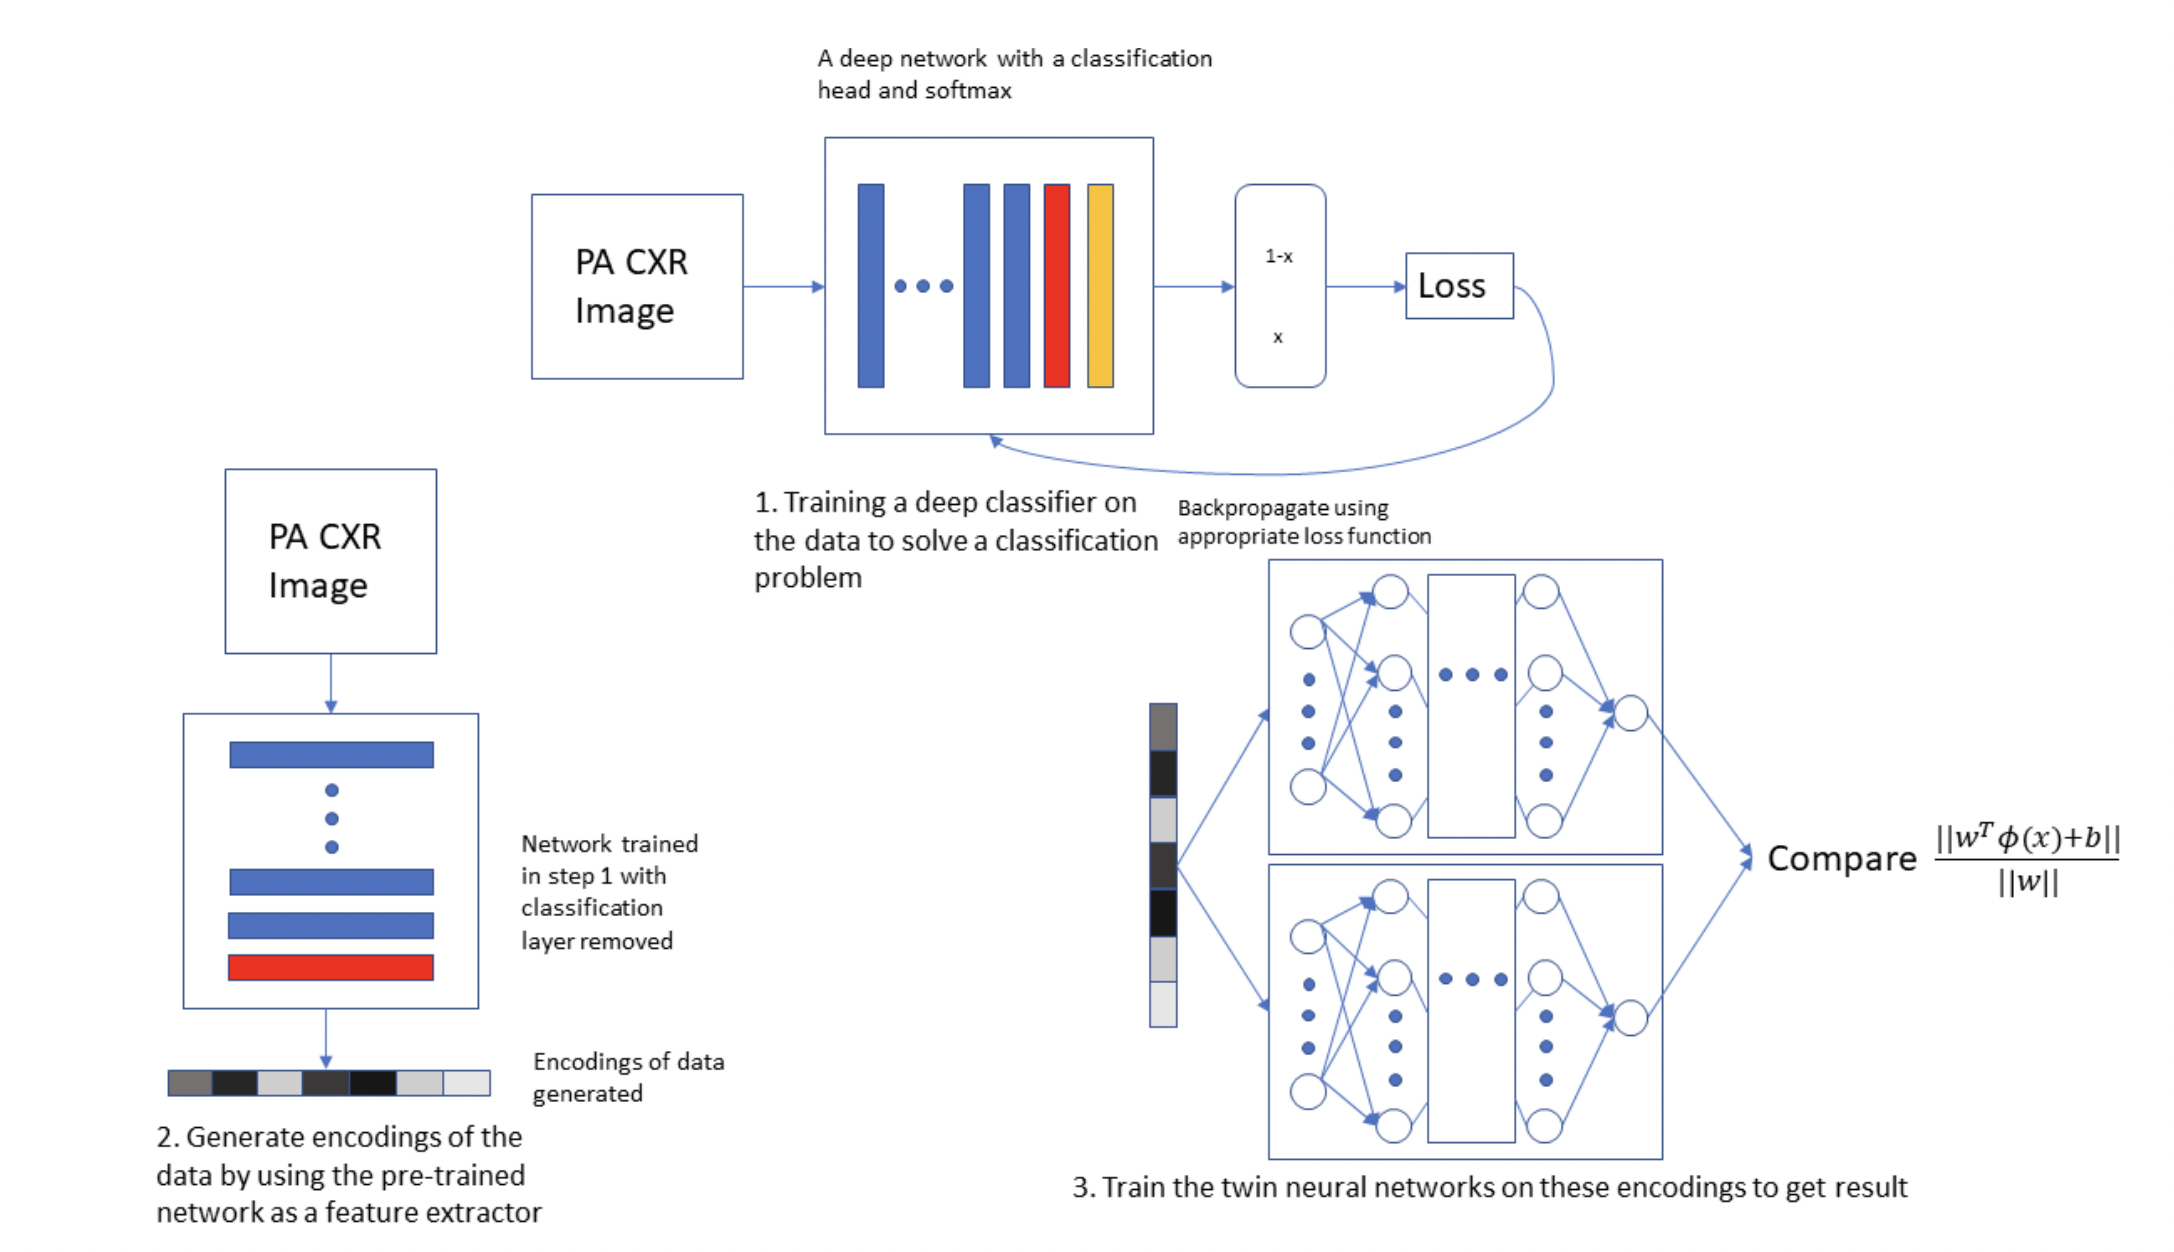 A deep network with a classification
head and softmax
PA CXR
Image
1-x
x
Loss
1. Training a deep classifier on
the data to solve a classification
problem
Backpropagate using
appropriate loss function
PA CXR
Image
Network trained
in step 1 with
classification
layer removed
Encodings of data
generated
2. Generate encodings of the
data by using the pre-trained
network as a feature extractor
Compare ||w^T ϕ(x)+b|| / ||w||
3. Train the twin neural networks on these encodings to get result